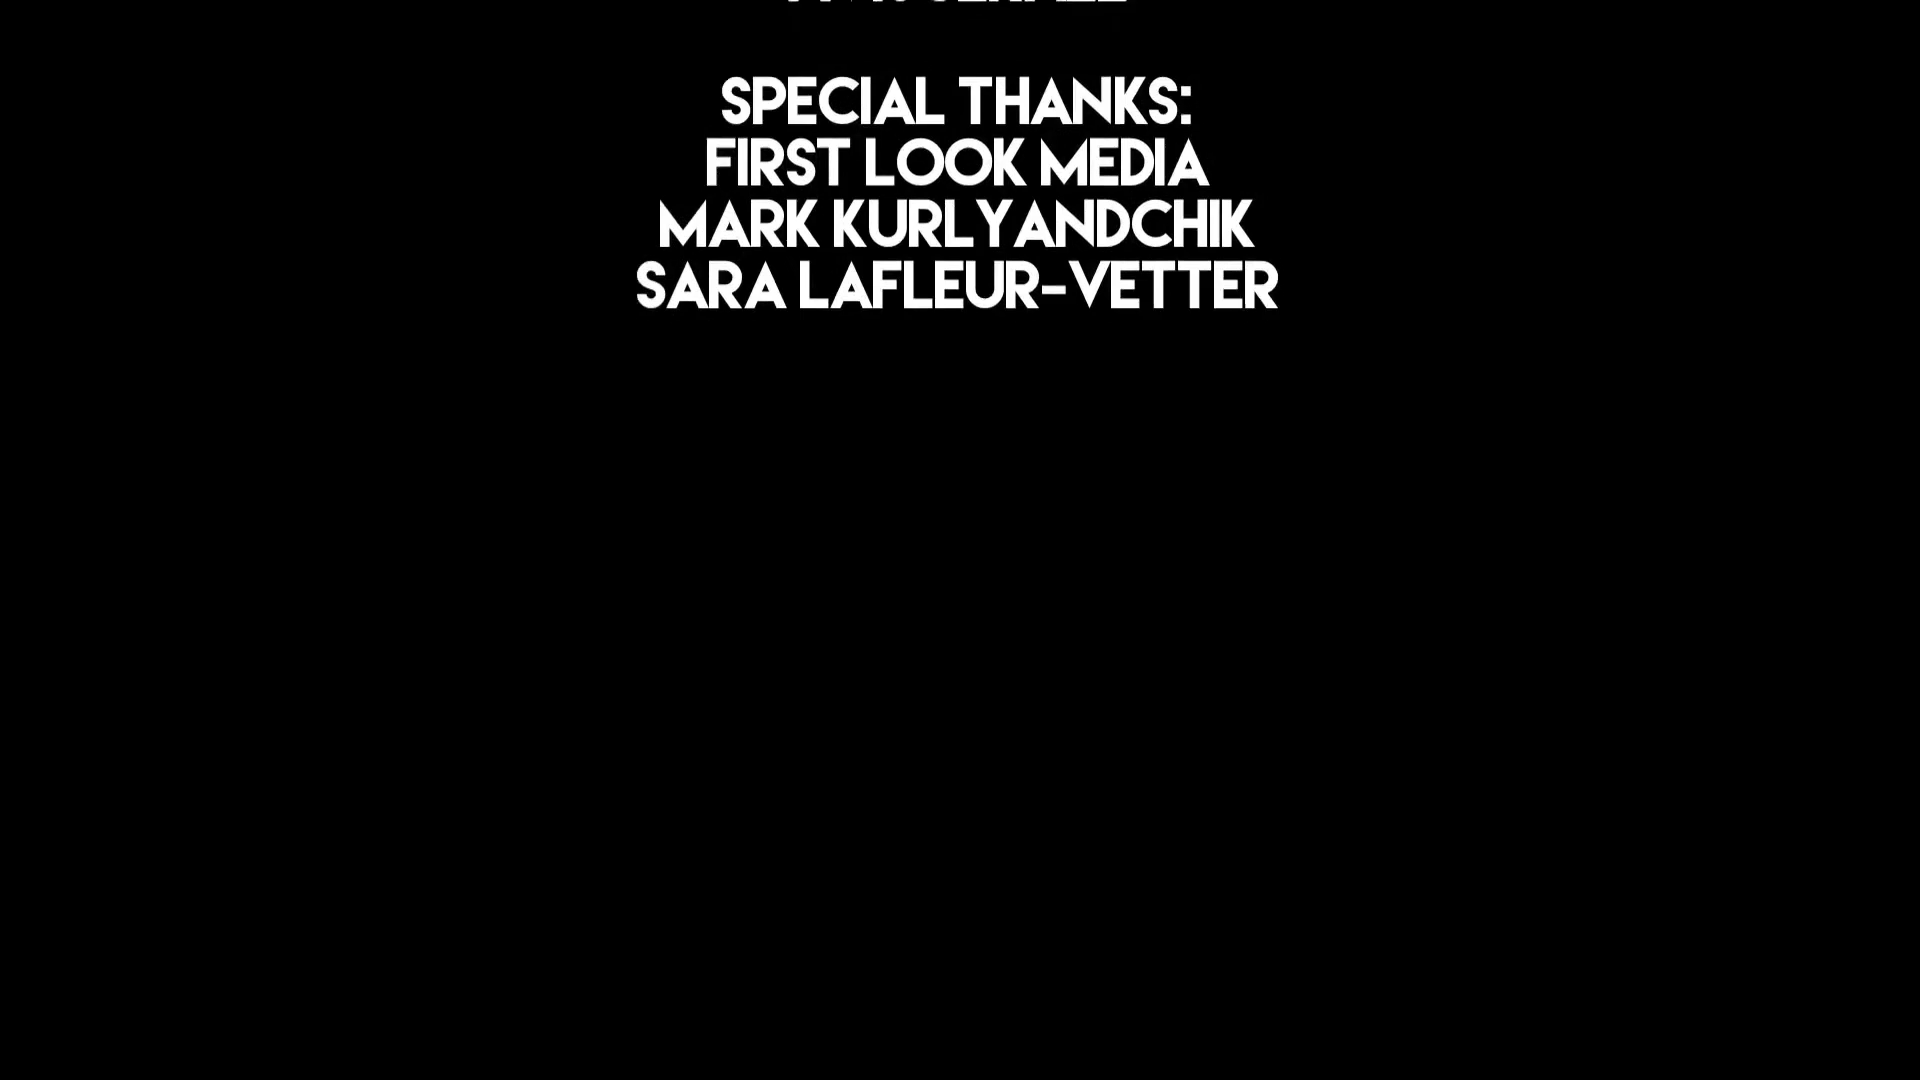 SPECIAL THANKS:
FIRST LOOK MEDIA
MARK KURLYANDCHIK
SARA LAFLEUR-VETTER